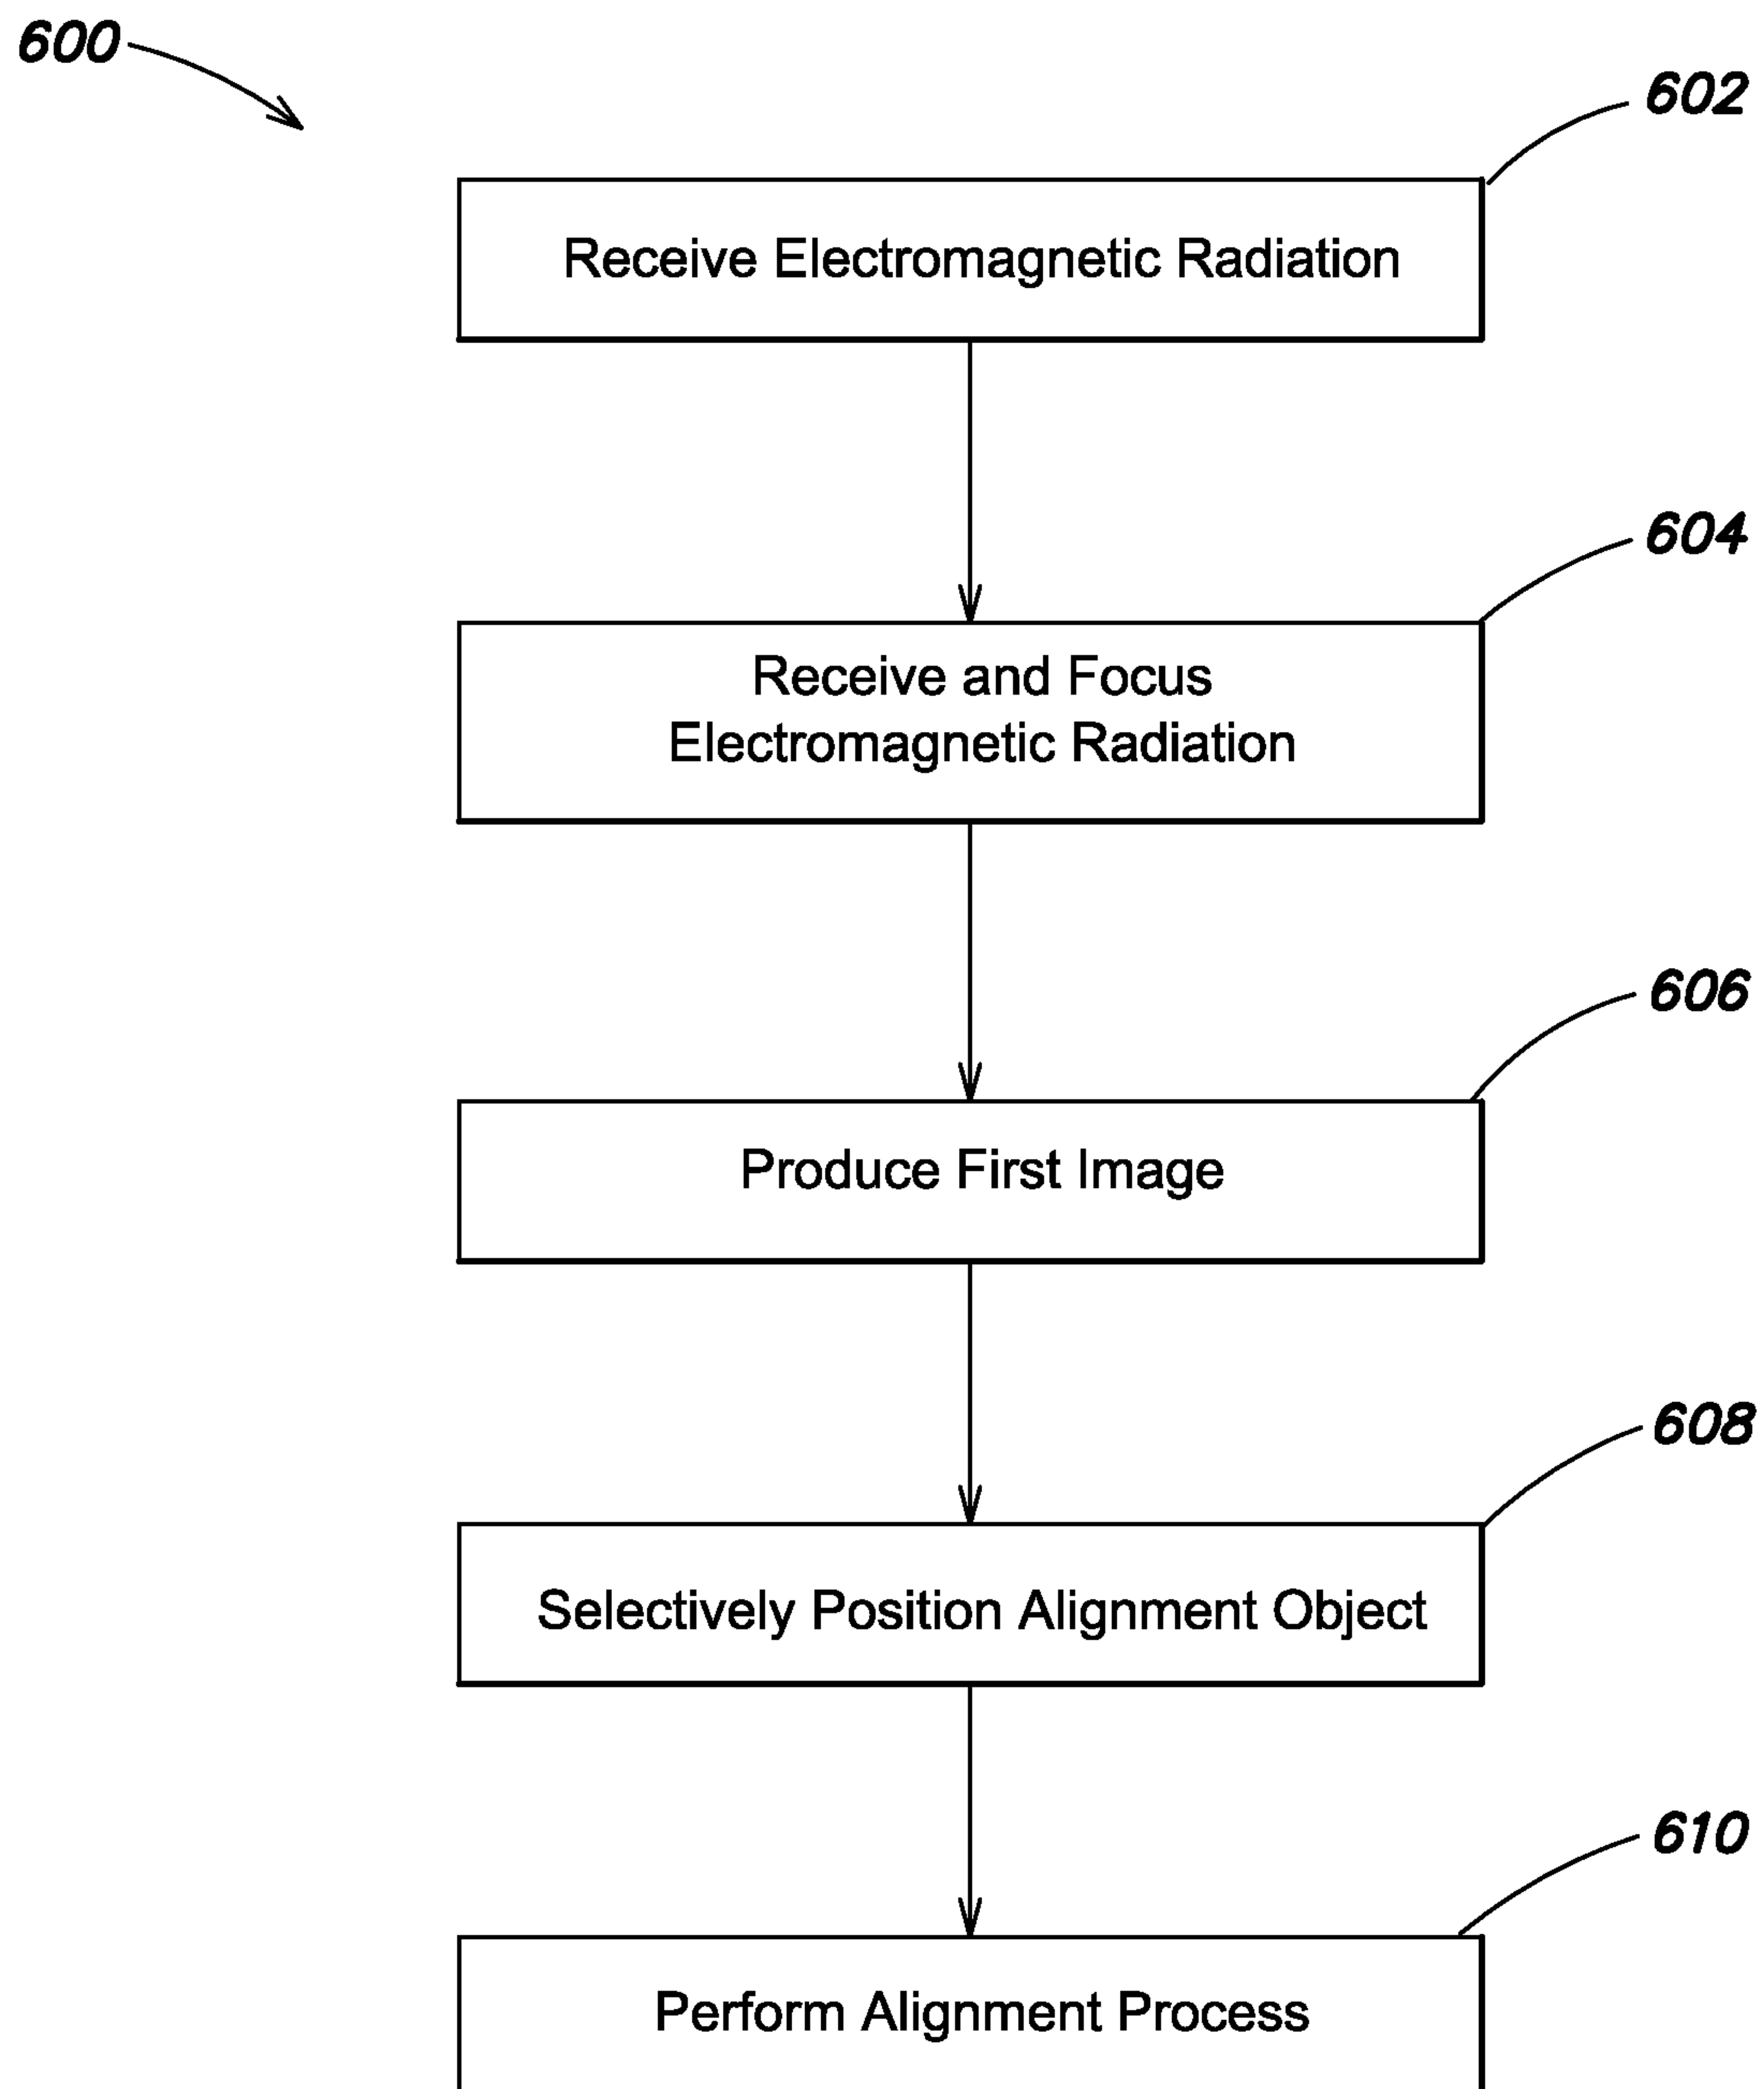 600
602
Receive Electromagnetic Radiation
604
Receive and Focus
Electromagnetic Radiation
606
Produce First Image
608
Selectively Position Alignment Object
610
Perform Alignment Process